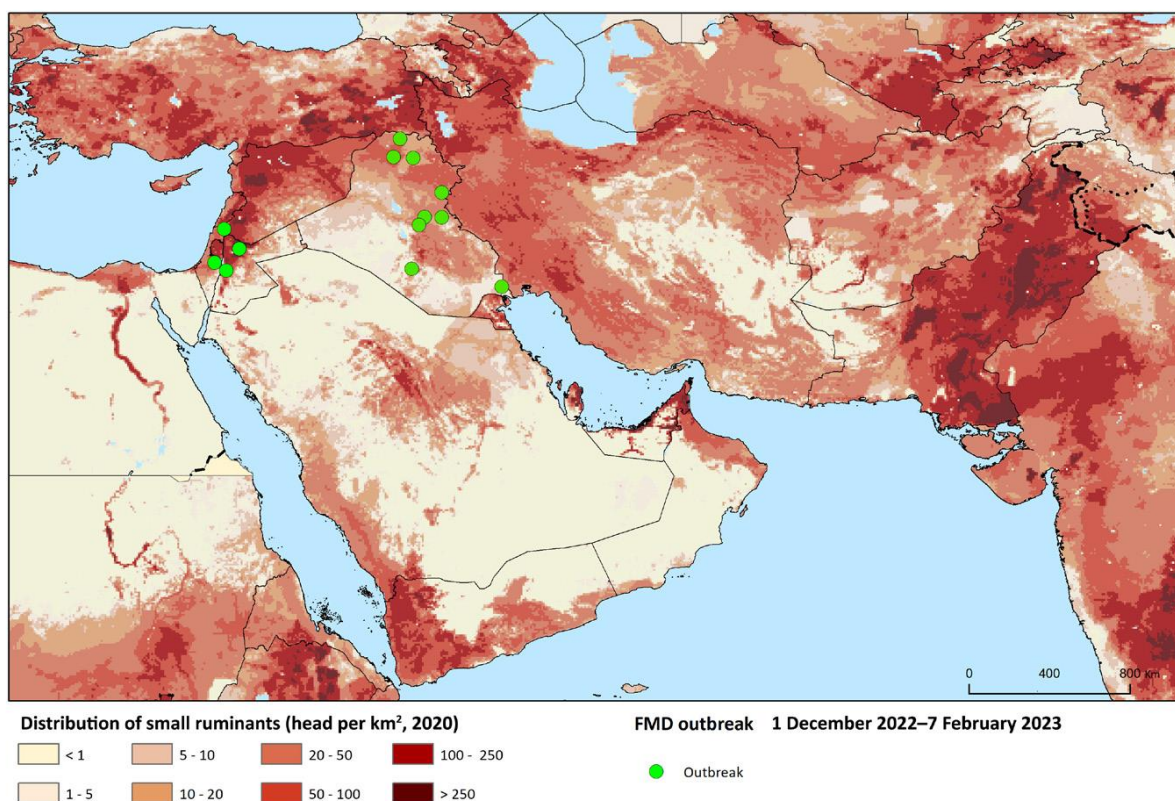 0 400 800 Km
Distribution of small ruminants (head per km², 2020)
FMD outbreak 1 December 2022–7 February 2023
< 1 5 - 10 20 - 50 100 - 250
Outbreak
1 - 5 10 - 20 50 - 100 > 250